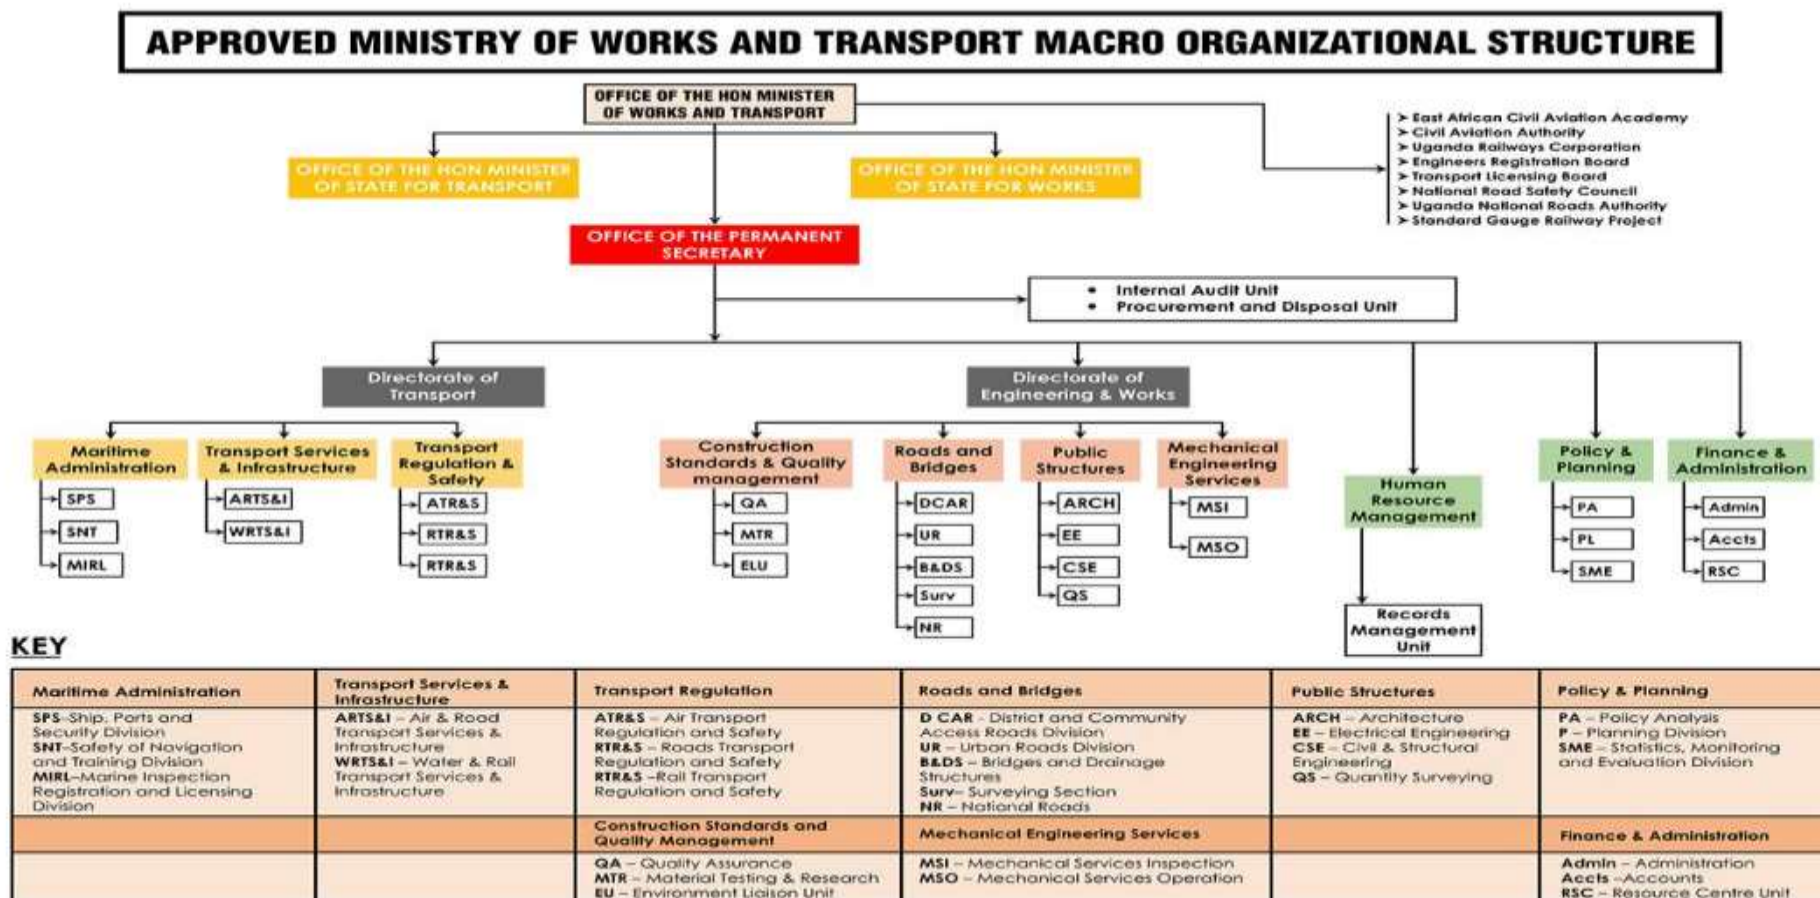 APPROVED MINISTRY OF WORKS AND TRANSPORT MACRO ORGANIZATIONAL STRUCTURE
OFFICE OF THE HON MINISTER
OF WORKS AND TRANSPORT
➢ East African Civil Aviation Academy
➢ Civil Aviation Authority
➢ Uganda Railways Corporation
➢ Engineers Registration Board
➢ Transport Licensing Board
➢ National Road Safety Council
➢ Uganda National Roads Authority
➢ Standard Gauge Railway Project
OFFICE OF THE HON MINISTER
OF STATE FOR TRANSPORT
OFFICE OF THE HON MINISTER
OF STATE FOR WORKS
OFFICE OF THE PERMANENT
SECRETARY
• Internal Audit Unit
• Procurement and Disposal Unit
Directorate of
Transport
Directorate of
Engineering & Works
Maritime
Administration
SPS
SNT
MIRL
Transport Services
& Infrastructure
ARTS&I
WRTS&I
Transport
Regulation &
Safety
ATR&S
RTR&S
RTR&S
Construction
Standards & Quality
management
QA
MTR
ELU
Roads and
Bridges
DCAR
UR
B&DS
Surv
NR
Public
Structures
ARCH
EE
CSE
QS
Mechanical
Engineering
Services
MSI
MSO
Human
Resource
Management
Records
Management
Unit
Policy &
Planning
PA
PL
SME
Finance &
Administration
Admin
Accts
RSC
KEY
Maritime Administration
SPS–Ship, Ports and
Security Division
SNT–Safety of Navigation
and Training Division
MIRL–Marine Inspection
Registration and Licensing
Division
Transport Services &
Infrastructure
ARTS&I – Air & Road
Transport Services &
Infrastructure
WRTS&I – Water & Rail
Transport Services &
Infrastructure
Transport Regulation
ATR&S – Air Transport
Regulation and Safety
RTR&S – Roads Transport
Regulation and Safety
RTR&S –Rail Transport
Regulation and Safety
Roads and Bridges
D CAR - District and Community
Access Roads Division
UR – Urban Roads Division
B&DS – Bridges and Drainage
Structures
Surv– Surveying Section
NR – National Roads
Public Structures
ARCH – Architecture
EE – Electrical Engineering
CSE – Civil & Structural
Engineering
QS – Quantity Surveying
Policy & Planning
PA – Policy Analysis
P – Planning Division
SME – Statistics, Monitoring
and Evaluation Division
Construction Standards and
Quality Management
QA – Quality Assurance
MTR – Material Testing & Research
EU – Environment Liaison Unit
Mechanical Engineering Services
MSI – Mechanical Services Inspection
MSO – Mechanical Services Operation
Finance & Administration
Admin – Administration
Accts –Accounts
RSC – Resource Centre Unit